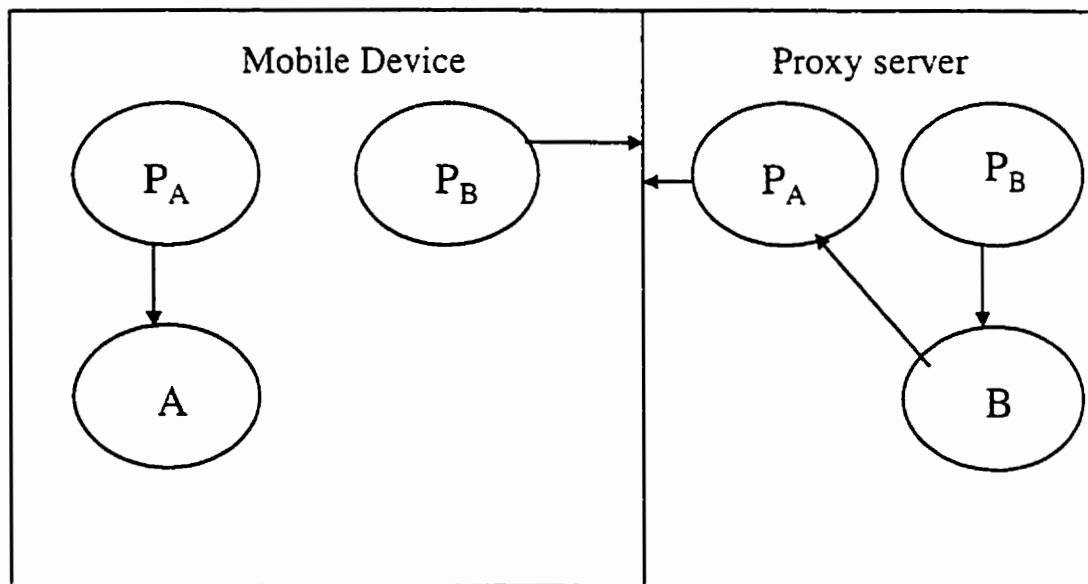 Mobile Device
Proxy server
P_A
P_B
P_A
P_B
A
B